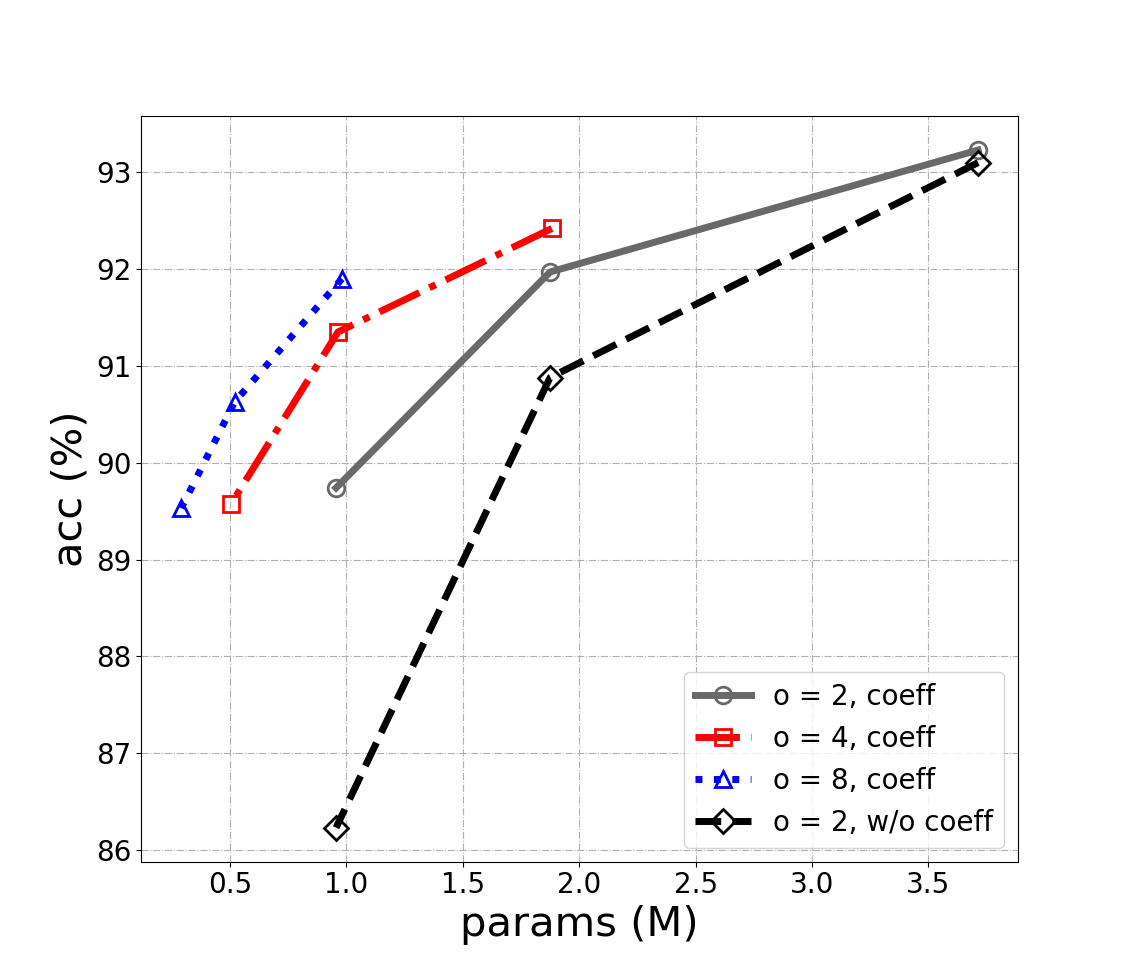 acc (%)
93
92
91
90
89
88
87
86
0.5 1.0 1.5 2.0 2.5 3.0 3.5
params (M)
o = 2, coeff
o = 4, coeff
o = 8, coeff
o = 2, w/o coeff